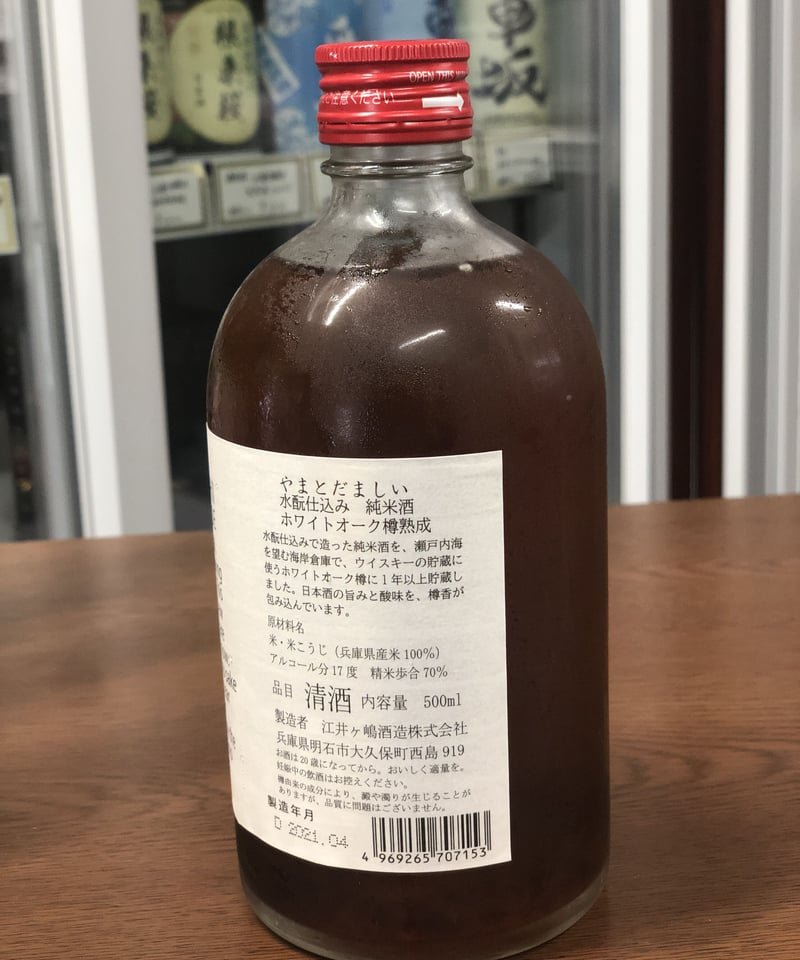 OPEN THIS
注意ください
やまとだましい
水酛仕込み 純米酒
ホワイトオーク樽熟成
水酛仕込みで造った純米酒を、瀬戸内海
を望む海岸倉庫で、ウイスキーの貯蔵に
使うホワイトオーク樽に1年以上貯蔵し
ました。日本酒の旨みと酸味を、樽香が
包み込んでいます。
原材料名
米・米こうじ（兵庫県産米100%）
アルコール分17度 精米歩合70%
品目 清酒 内容量 500ml
製造者 江井ヶ嶋酒造株式会社
兵庫県明石市大久保町西島 919
お酒は20歳になってから。おいしく適量を。
妊娠中の飲酒はお控えください。
樽由来の成分により、澱や濁りが生じることが
ありますが、品質に問題はございません。
製造年月
D 2021.04
4 969265 707153